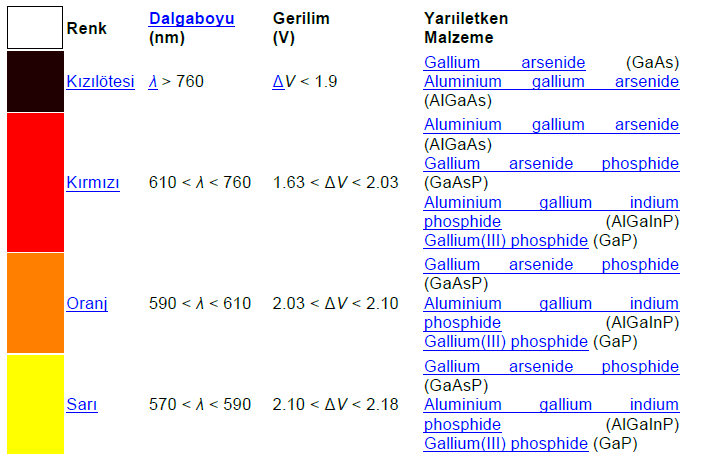 Renk
Dalgaboyu
(nm)
Gerilim
(V)
Yarıiletken
Malzeme
Kızılötesi
λ > 760
ΔV < 1.9
Gallium arsenide (GaAs)
Aluminium gallium arsenide
(AlGaAs)
Kırmızı
610 < λ < 760
1.63 < ΔV < 2.03
Aluminium gallium arsenide
(AlGaAs)
Gallium arsenide phosphide
(GaAsP)
Aluminium gallium indium
phosphide (AlGaInP)
Gallium(III) phosphide (GaP)
Oranj
590 < λ < 610
2.03 < ΔV < 2.10
Gallium arsenide phosphide
(GaAsP)
Aluminium gallium indium
phosphide (AlGaInP)
Gallium(III) phosphide (GaP)
Sarı
570 < λ < 590
2.10 < ΔV < 2.18
Gallium arsenide phosphide
(GaAsP)
Aluminium gallium indium
phosphide (AlGaInP)
Gallium(III) phosphide (GaP)